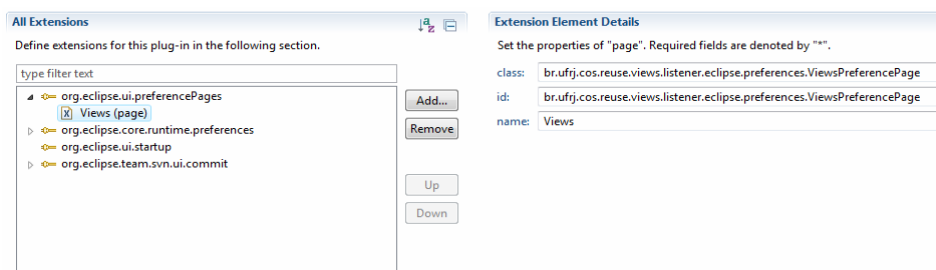 All Extensions
Define extensions for this plug-in in the following section.
type filter text
org.eclipse.ui.preferencePages
Views (page)
org.eclipse.core.runtime.preferences
org.eclipse.ui.startup
org.eclipse.team.svn.ui.commit
Add...
Remove
Up
Down
Extension Element Details
Set the properties of "page". Required fields are denoted by "*".
class: br.ufrj.cos.reuse.views.listener.eclipse.preferences.ViewsPreferencePage
id: br.ufrj.cos.reuse.views.listener.eclipse.preferences.ViewsPreferencePage
name: Views